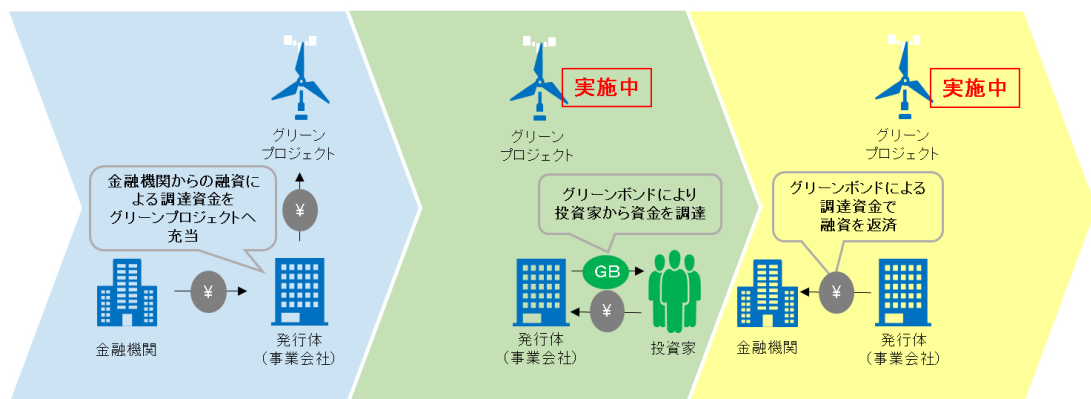 グリーン
プロジェクト
金融機関からの融資に
よる調達資金を
グリーンプロジェクトへ
充当
¥
¥
金融機関
発行体
（事業会社）
実施中
グリーン
プロジェクト
グリーンボンドにより
投資家から資金を調達
GB
¥
発行体
（事業会社）
投資家
実施中
グリーン
プロジェクト
グリーンボンドによる
調達資金で
融資を返済
¥
金融機関
発行体
（事業会社）